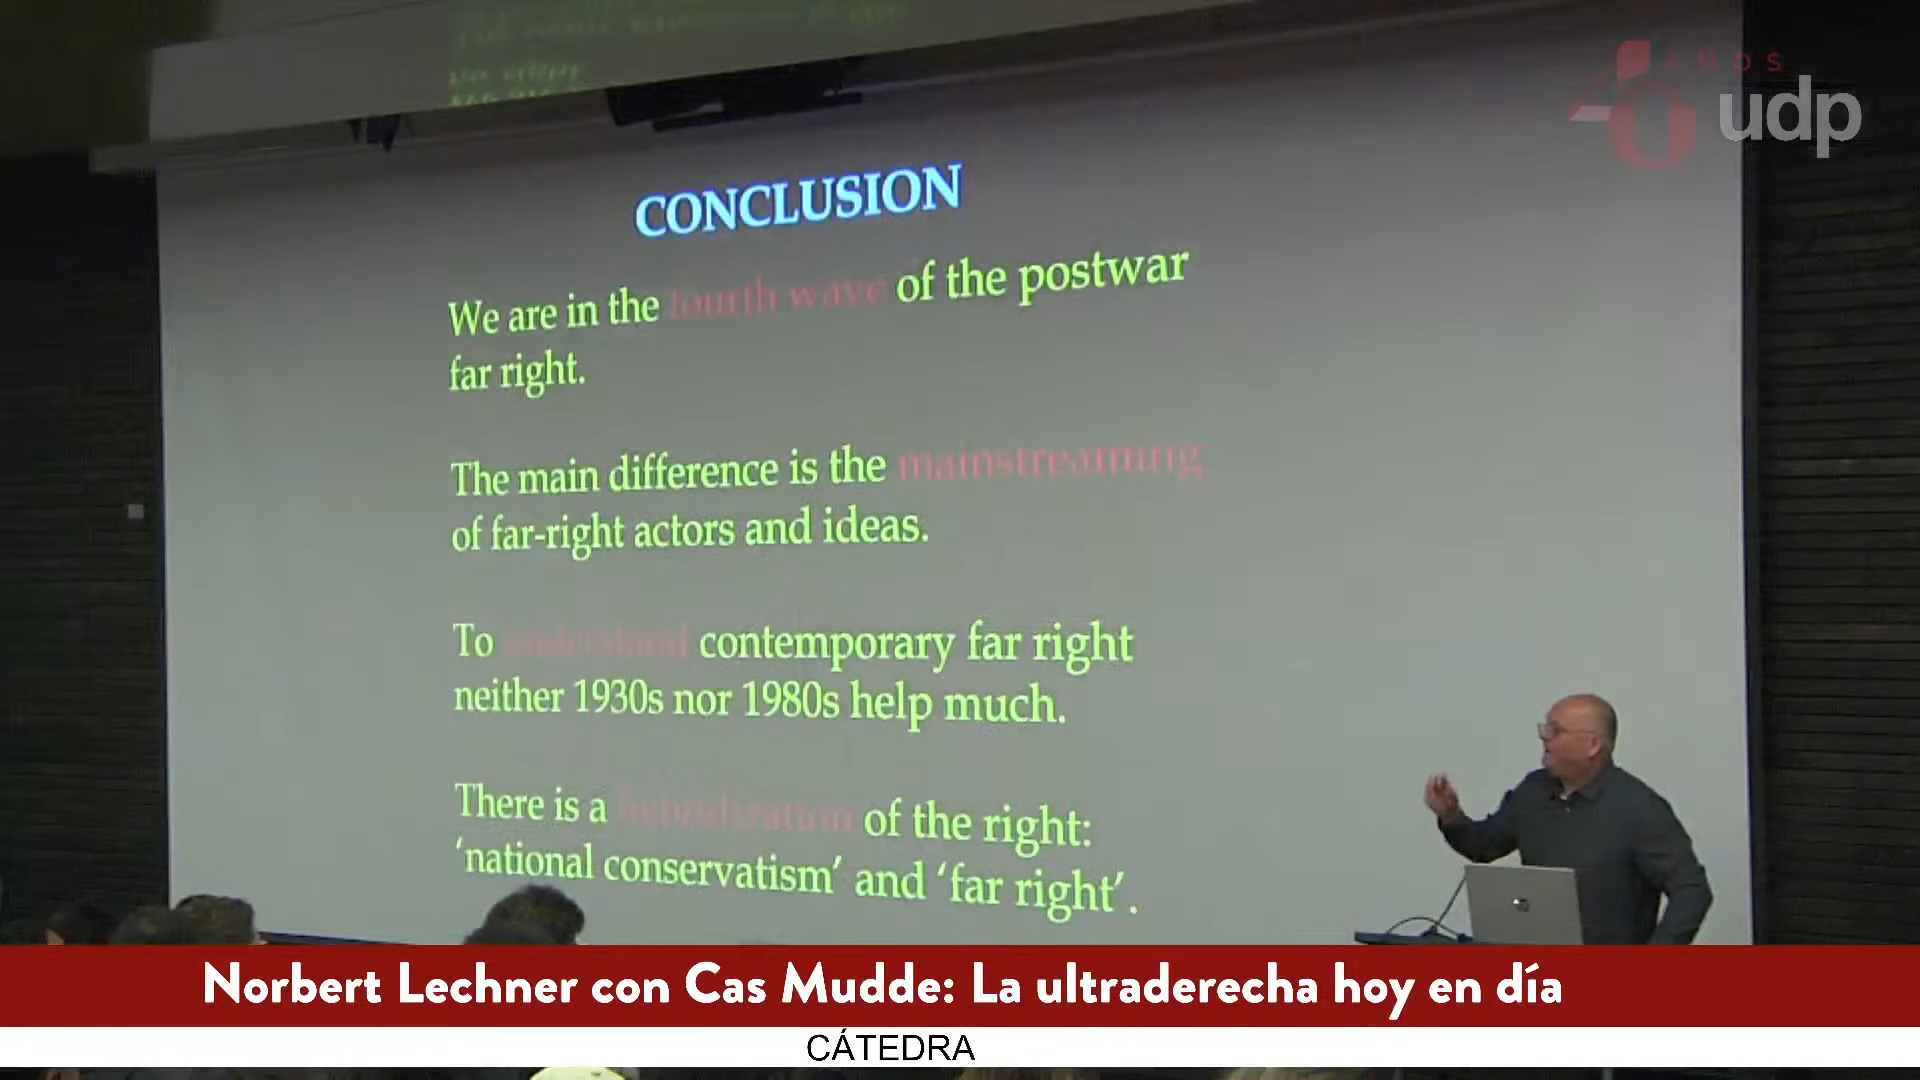 AÑOS
40 udp
CONCLUSION
We are in the fourth wave of the postwar
far right.
The main difference is the mainstreaming
of far-right actors and ideas.
To understand contemporary far right
neither 1930s nor 1980s help much.
There is a hybridization of the right:
‘national conservatism’ and ‘far right’.
Norbert Lechner con Cas Mudde: La ultraderecha hoy en día
CÁTEDRA